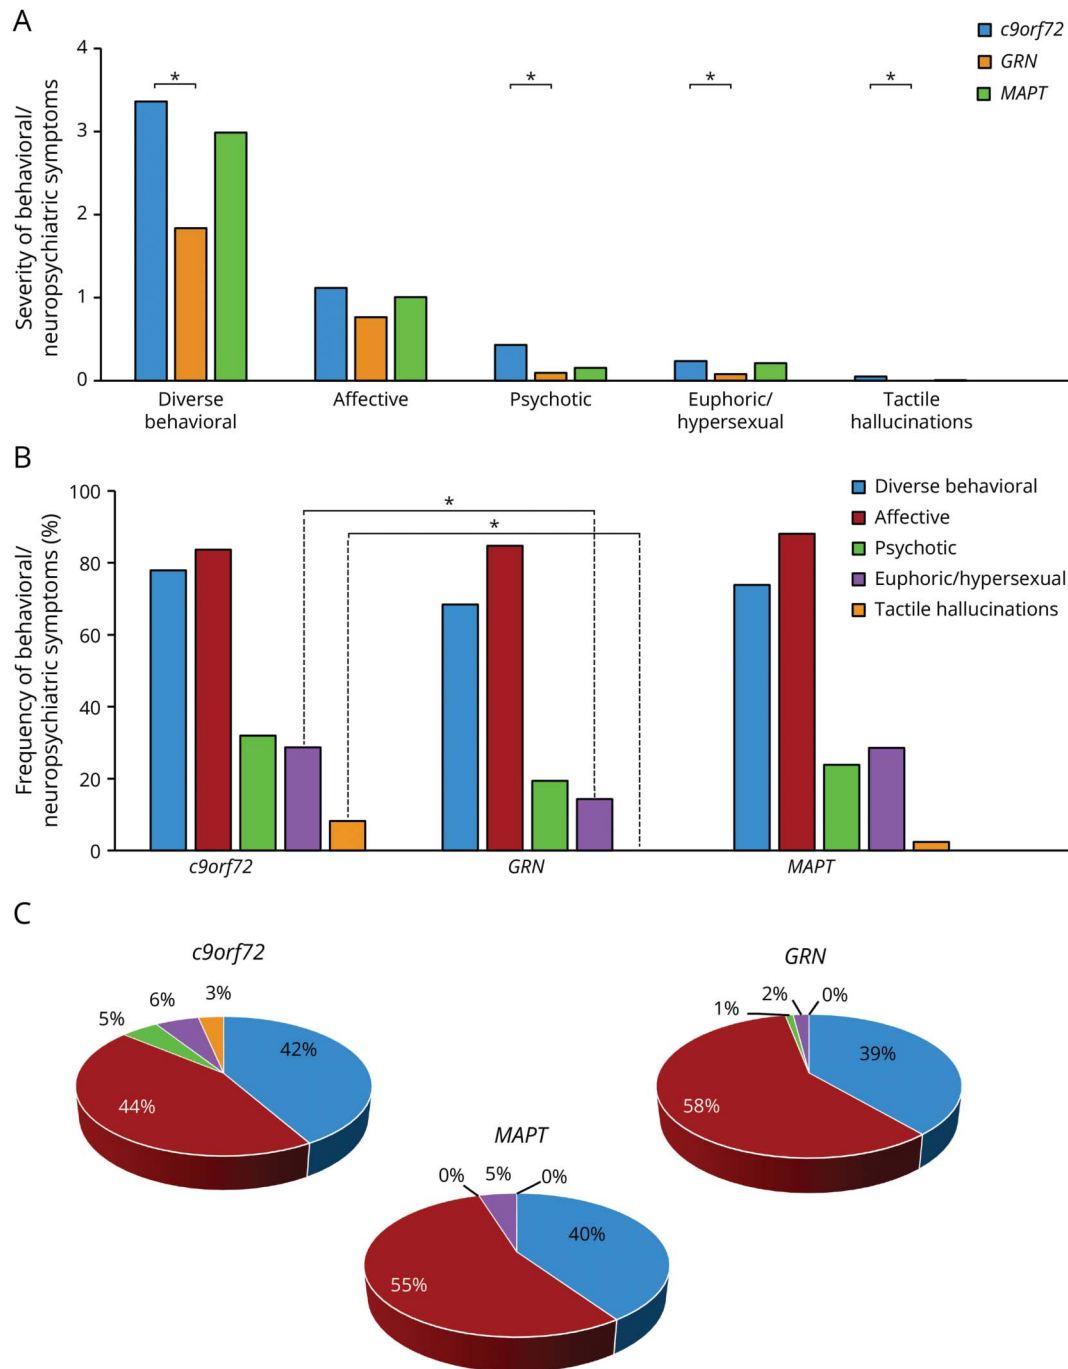 A
c9orf72
GRN
MAPT
Severity of behavioral/
neuropsychiatric symptoms
4
3
2
1
0
*
*
*
*
Diverse
behavioral
Affective
Psychotic
Euphoric/
hypersexual
Tactile
hallucinations
B
Diverse behavioral
Affective
Psychotic
Euphoric/hypersexual
Tactile hallucinations
Frequency of behavioral/
neuropsychiatric symptoms (%)
100
80
60
40
20
0
*
*
c9orf72
GRN
MAPT
C
c9orf72
5%
6%
3%
42%
44%
GRN
1%
2%
0%
39%
58%
MAPT
0%
5%
0%
40%
55%